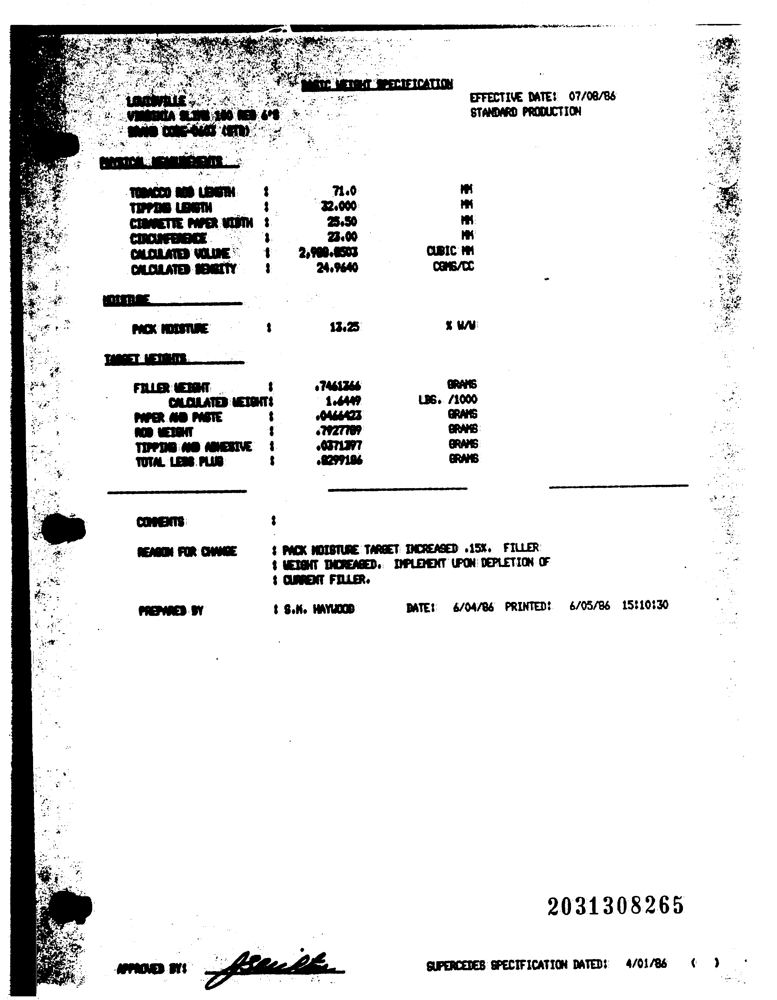 BASIC WEIGHT SPECIFICATION
LOUISVILLE EFFECTIVE DATE: 07/08/86
VIRGINIA SLIMS 100 REG 6'S STANDARD PRODUCTION
BRAND CODE-0603 (STD)
PHYSICAL MEASUREMENTS
TOBACCO ROD LENGTH : 71.0 MM
TIPPING LENGTH : 32.000 MM
CIGARETTE PAPER WIDTH : 25.50 MM
CIRCUMFERENCE : 23.00 MM
CALCULATED VOLUME : 2,988.8503 CUBIC MM
CALCULATED DENSITY : 24.9640 CGMS/CC
MOISTURE
PACK MOISTURE : 13.25 % W/W
TARGET WEIGHTS
FILLER WEIGHT : .7461366 GRAMS
CALCULATED WEIGHT: 1.6449 LBS. /1000
PAPER AND PASTE : .0466423 GRAMS
ROD WEIGHT : .7927789 GRAMS
TIPPING AND ADHESIVE : .0371397 GRAMS
TOTAL LESS PLUG : .8299186 GRAMS
COMMENTS :
REASON FOR CHANGE : PACK MOISTURE TARGET INCREASED .15%. FILLER
: WEIGHT INCREASED. IMPLEMENT UPON DEPLETION OF
: CURRENT FILLER.
PREPARED BY : S.M. HAYWOOD DATE: 6/04/86 PRINTED: 6/05/86 15:10:30
2031308265
APPROVED BY: SUPERCEDES SPECIFICATION DATED: 4/01/86 ( )